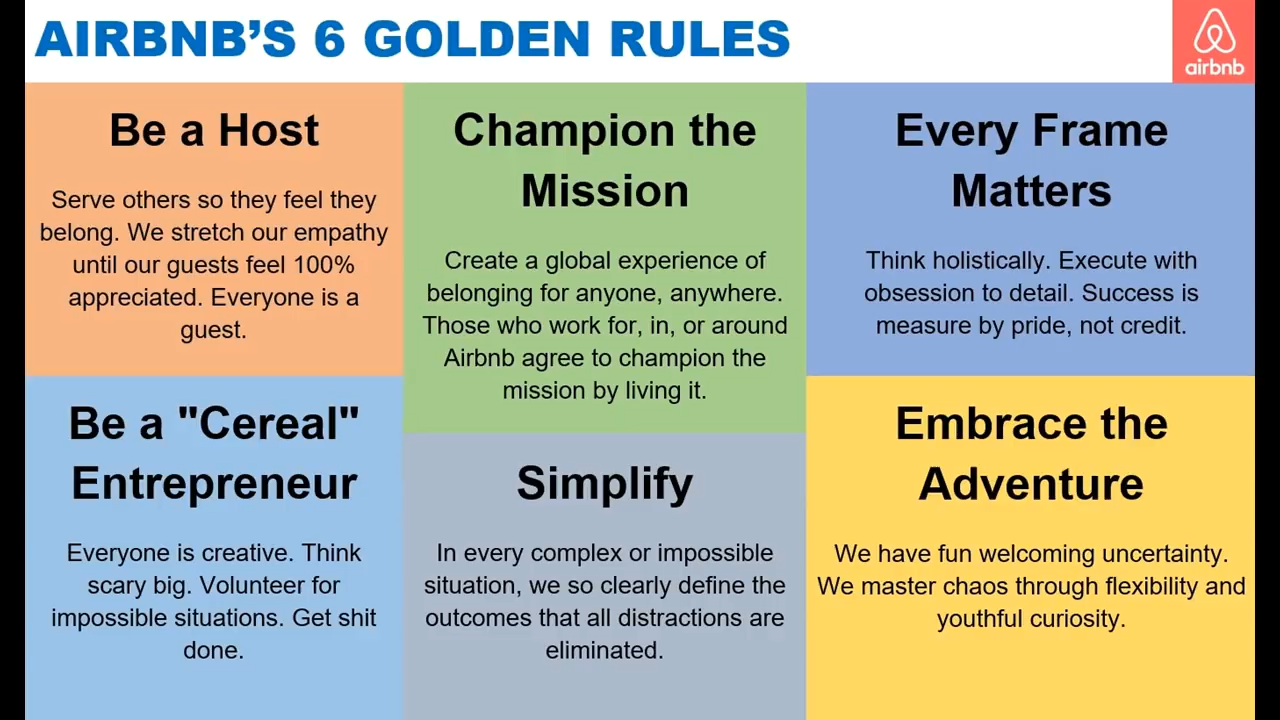 AIRBNB'S 6 GOLDEN RULES
airbnb
Be a Host
Serve others so they feel they
belong. We stretch our empathy
until our guests feel 100%
appreciated. Everyone is a
guest.
Champion the
Mission
Create a global experience of
belonging for anyone, anywhere.
Those who work for, in, or around
Airbnb agree to champion the
mission by living it.
Every Frame
Matters
Think holistically. Execute with
obsession to detail. Success is
measure by pride, not credit.
Be a "Cereal"
Entrepreneur
Everyone is creative. Think
scary big. Volunteer for
impossible situations. Get shit
done.
Simplify
In every complex or impossible
situation, we so clearly define the
outcomes that all distractions are
eliminated.
Embrace the
Adventure
We have fun welcoming uncertainty.
We master chaos through flexibility and
youthful curiosity.